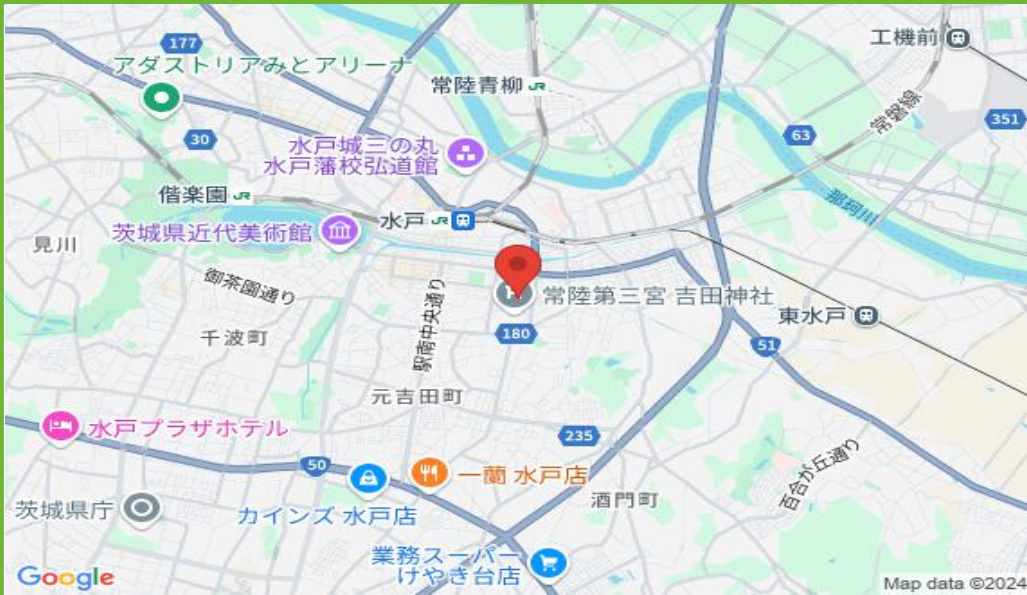 177
アダストリアみとアリーナ
工機前
常陸青柳 JR
351
30
63
常磐線
水戸城三の丸
水戸藩校弘道館
偕楽園 JR
水戸 JR
那珂川
見川
茨城県近代美術館
御茶園通り
常陸第三宮 吉田神社
東水戸
千波町
駅南中央通り
180
51
元吉田町
水戸プラザホテル
235
50
一蘭 水戸店
百合が丘通り
酒門町
茨城県庁
カインズ 水戸店
業務スーパー
けやき台店
Google
Map data ©2024